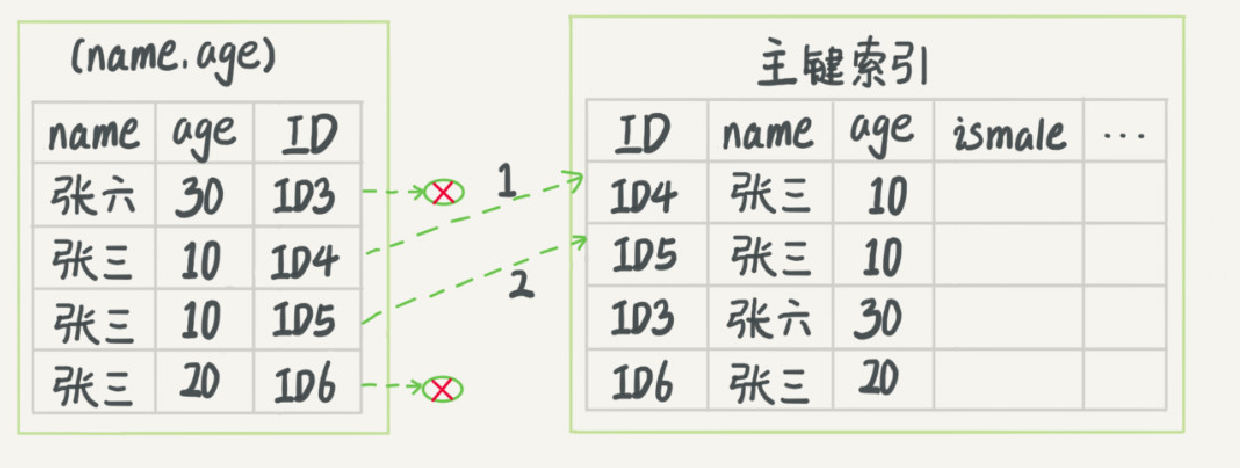 (name.age)
name age ID
张六 30 ID3
张三 10 ID4
张三 10 ID5
张三 20 ID6
1
2
主键索引
ID name age ismale ...
ID4 张三 10
ID5 张三 10
ID3 张六 30
ID6 张三 20